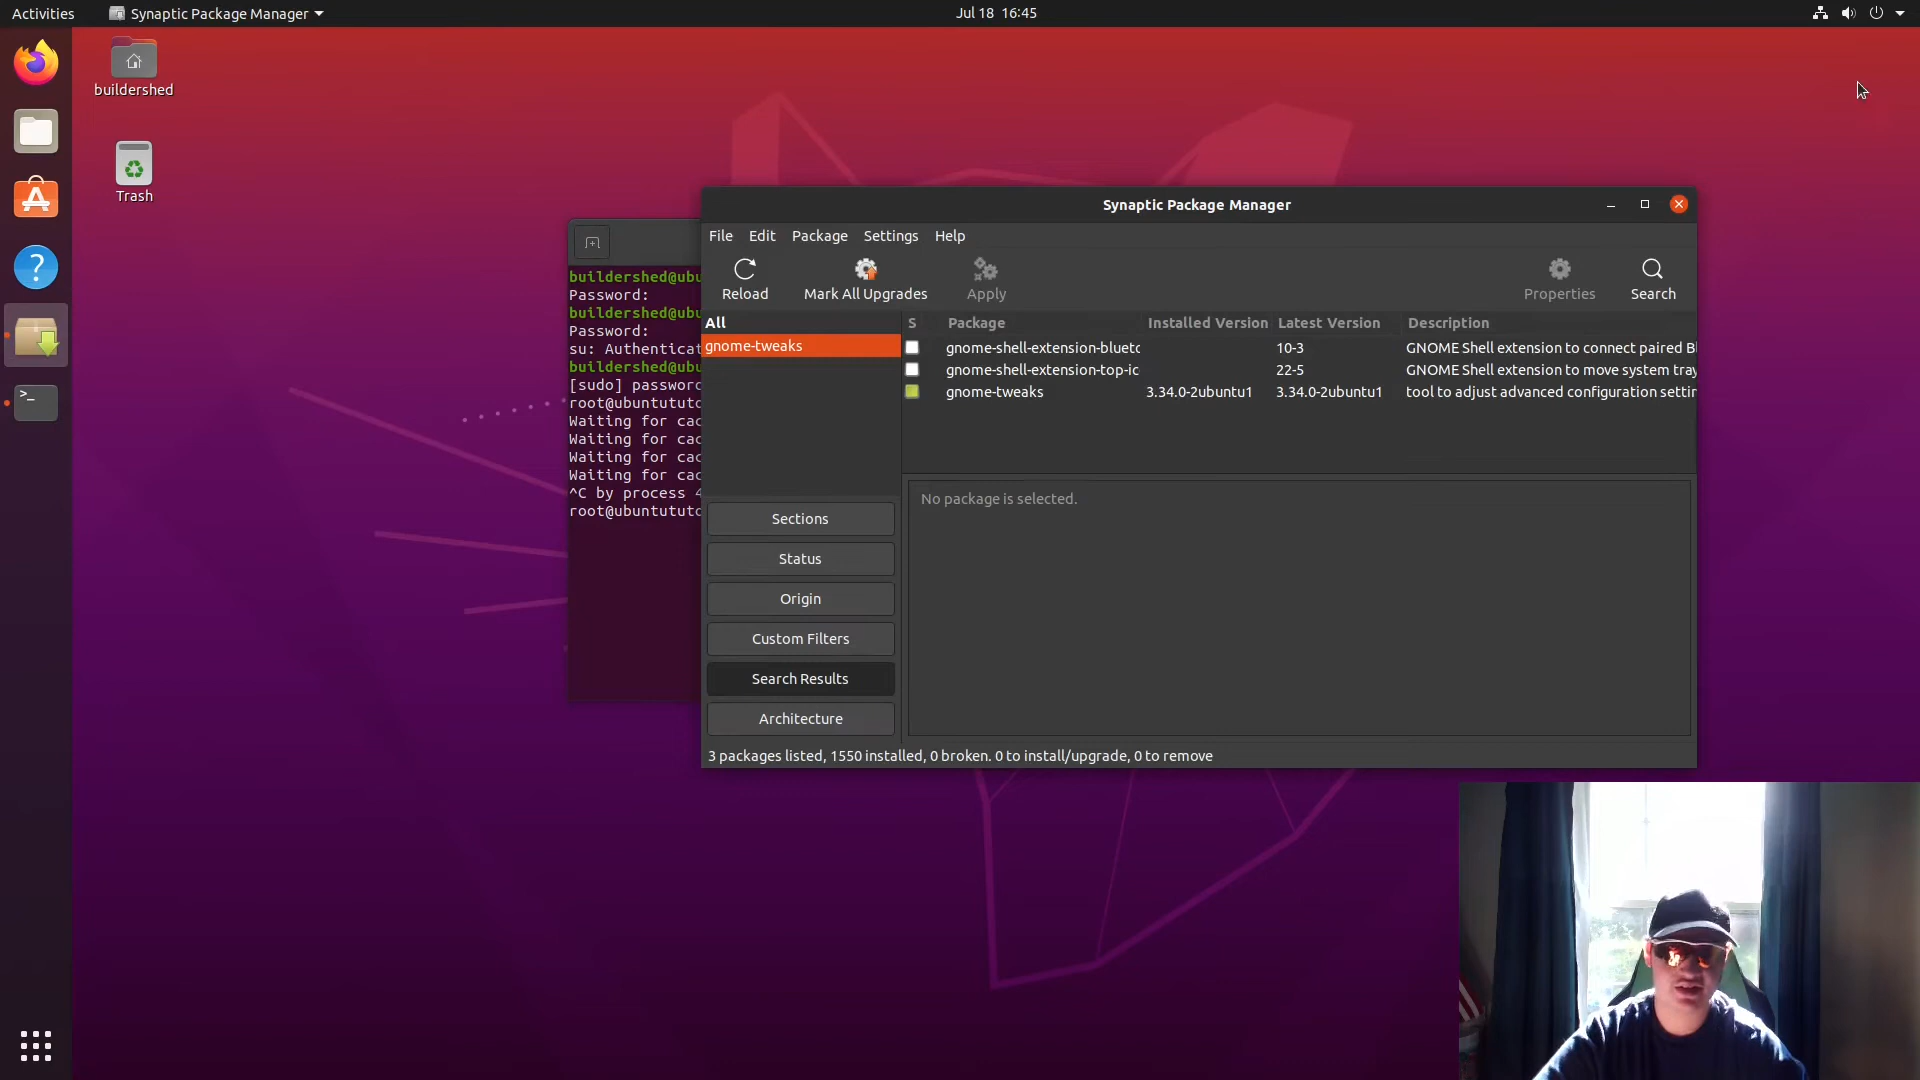 Activities
Synaptic Package Manager
Jul 18 16:45
buildershed
Trash
Synaptic Package Manager
File Edit Package Settings Help
Reload Mark All Upgrades Apply Properties Search
All
gnome-tweaks
S Package Installed Version Latest Version Description
gnome-shell-extension-bluetc 10-3 GNOME Shell extension to connect paired Bl
gnome-shell-extension-top-ic 22-5 GNOME Shell extension to move system tray
gnome-tweaks 3.34.0-2ubuntu1 3.34.0-2ubuntu1 tool to adjust advanced configuration settin
No package is selected.
Sections
Status
Origin
Custom Filters
Search Results
Architecture
3 packages listed, 1550 installed, 0 broken. 0 to install/upgrade, 0 to remove
buildershed@ubu
Password:
buildershed@ubu
Password:
su: Authenticat
buildershed@ubu
[sudo] password
root@ubuntututo
Waiting for cac
Waiting for cac
Waiting for cac
Waiting for cac
^C by process 4
root@ubuntututo